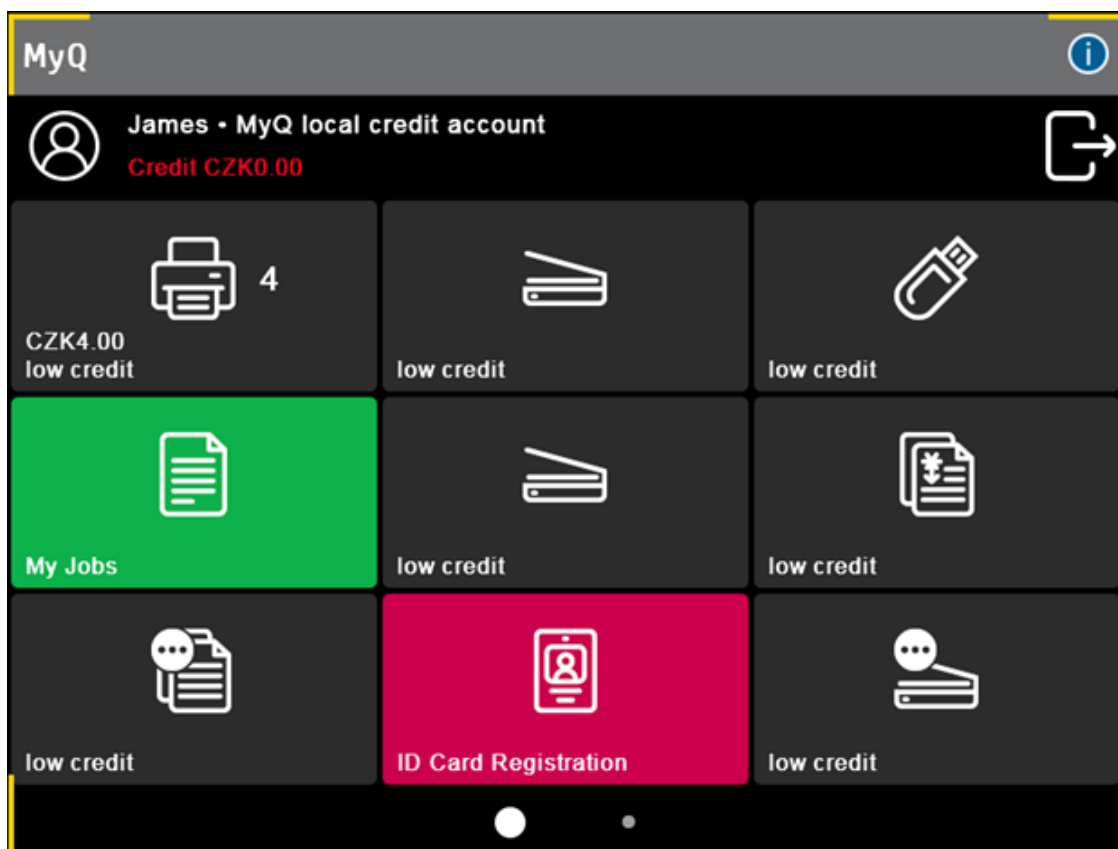 MyQ
James • MyQ local credit account
Credit CZK0.00
4
CZK4.00
low credit
low credit
low credit
My Jobs
low credit
low credit
low credit
ID Card Registration
low credit